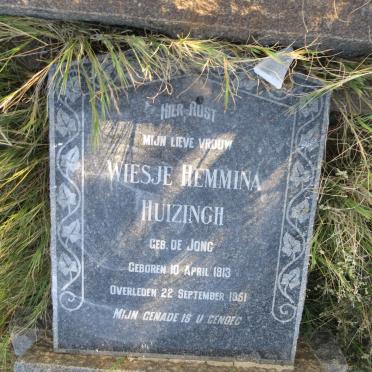 HIER RUST
MIJN LIEVE VROUW
WIESJE HEMMINA
HUIZINGH
GEB. DE JONG
GEBOREN 10 APRIL 1913
OVERLEDEN 22 SEPTEMBER 1951
MIJN GENADE IS U GENOEG